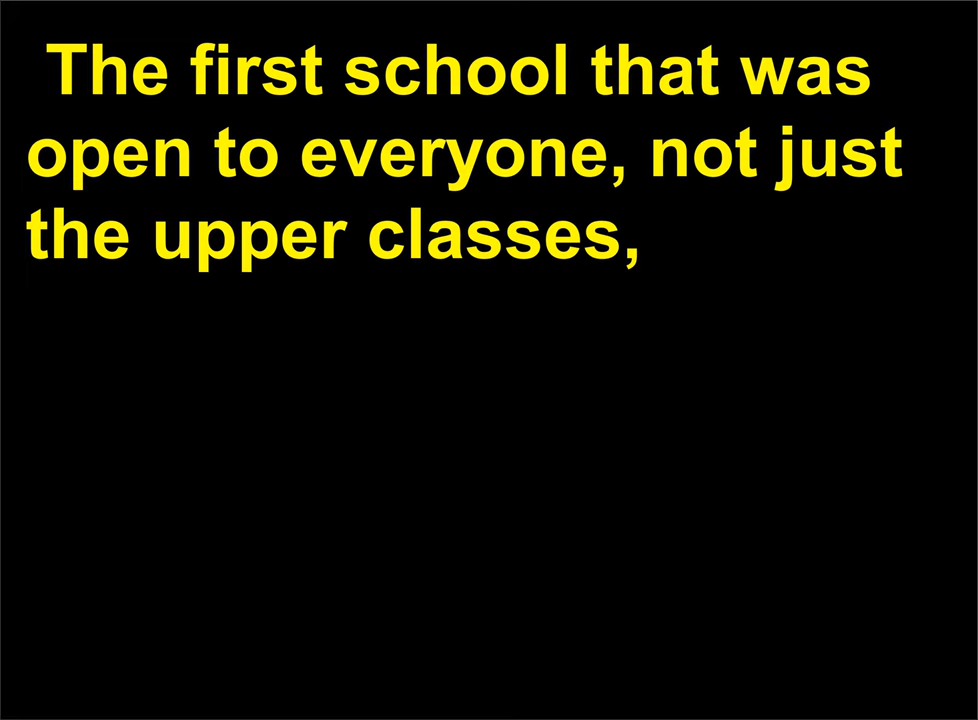 The first school that was
open to everyone, not just
the upper classes,